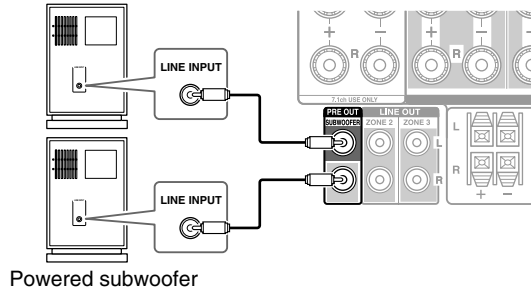 LINE INPUT
LINE INPUT
Powered subwoofer
+ −
R
+ −
R
7.1ch USE ONLY
PRE OUT
SUBWOOFER
LINE OUT
ZONE 2 ZONE 3
L
R
L
R
+ −